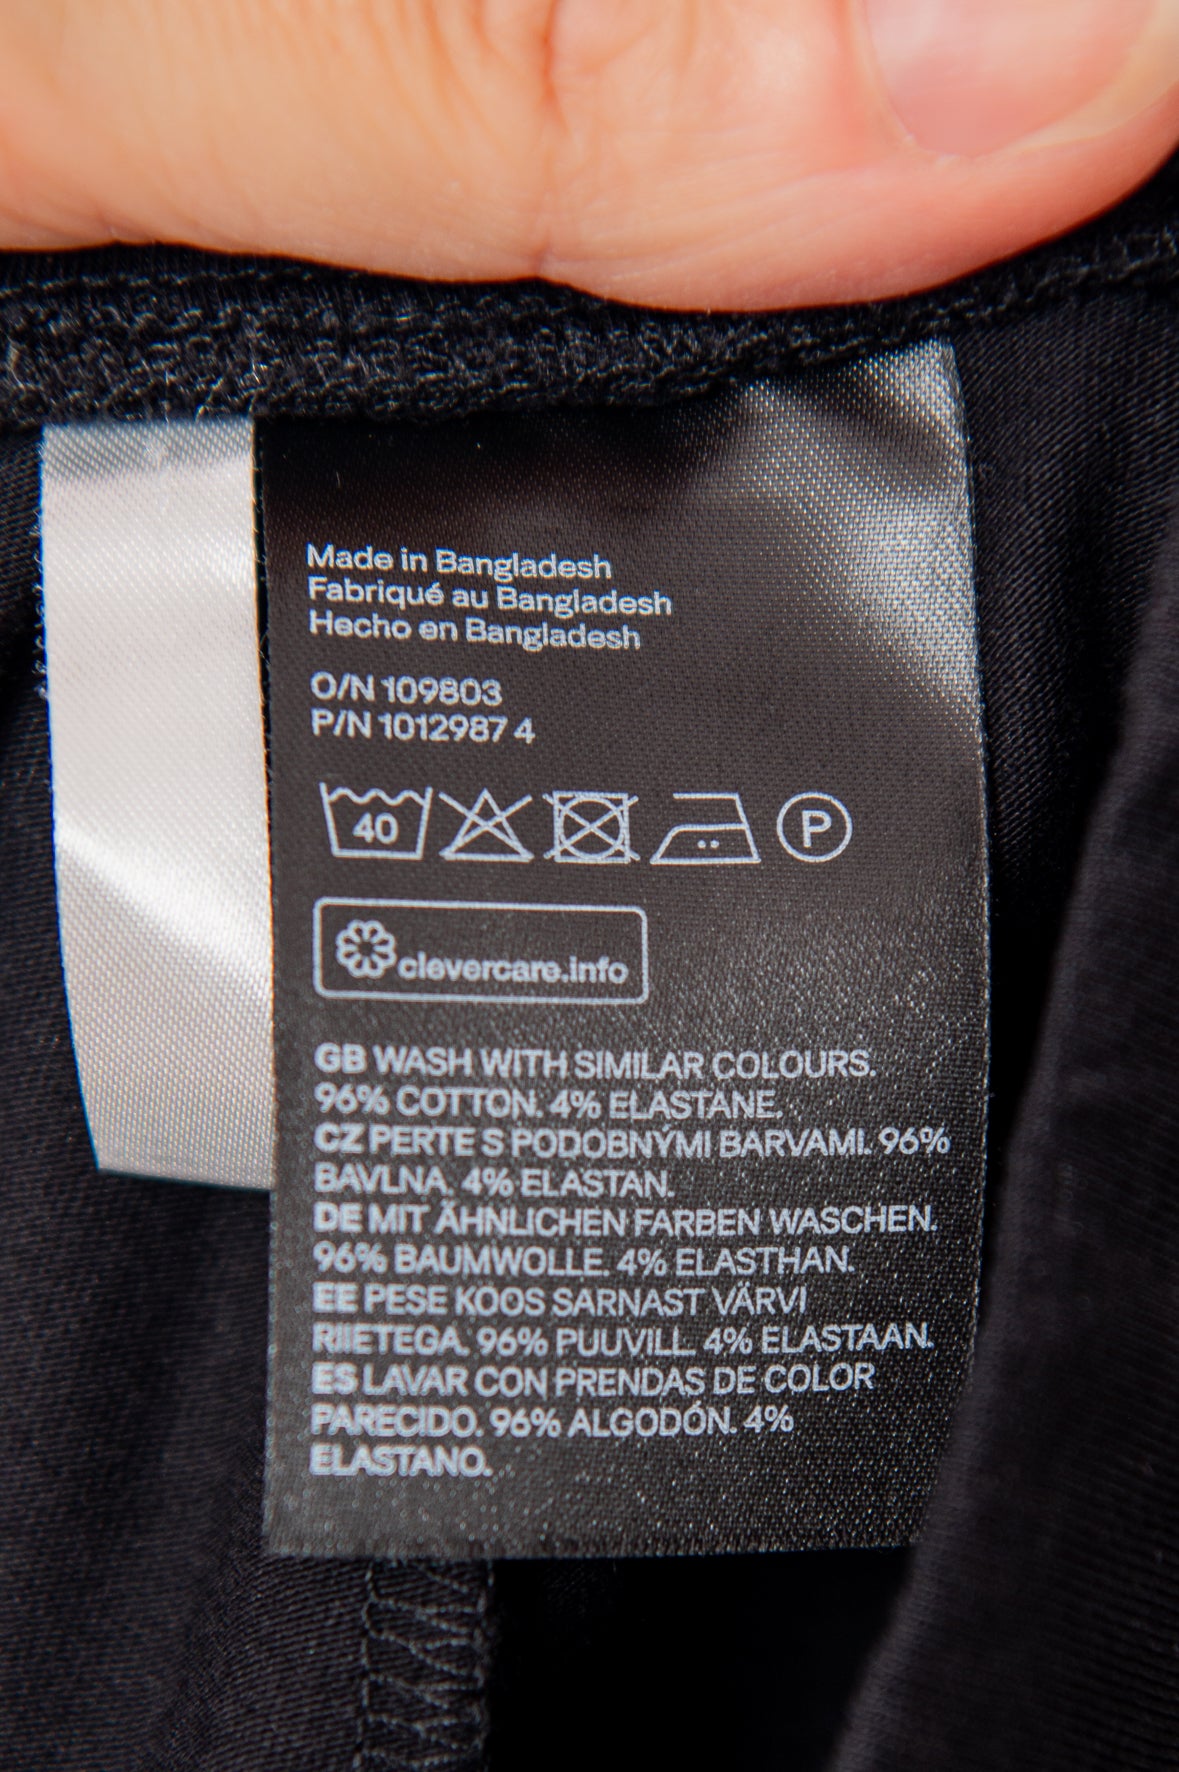 Made in Bangladesh
Fabriqué au Bangladesh
Hecho en Bangladesh
O/N 109803
P/N 1012987 4
40 P
clevercare.info
GB WASH WITH SIMILAR COLOURS.
96% COTTON. 4% ELASTANE.
CZ PERTE S PODOBNÝMI BARVAMI. 96%
BAVLNA. 4% ELASTAN.
DE MIT ÄHNLICHEN FARBEN WASCHEN.
96% BAUMWOLLE. 4% ELASTHAN.
EE PESE KOOS SARNAST VÄRVI
RIIETEGA. 96% PUUVILL. 4% ELASTAAN.
ES LAVAR CON PRENDAS DE COLOR
PARECIDO. 96% ALGODÓN. 4%
ELASTANO.